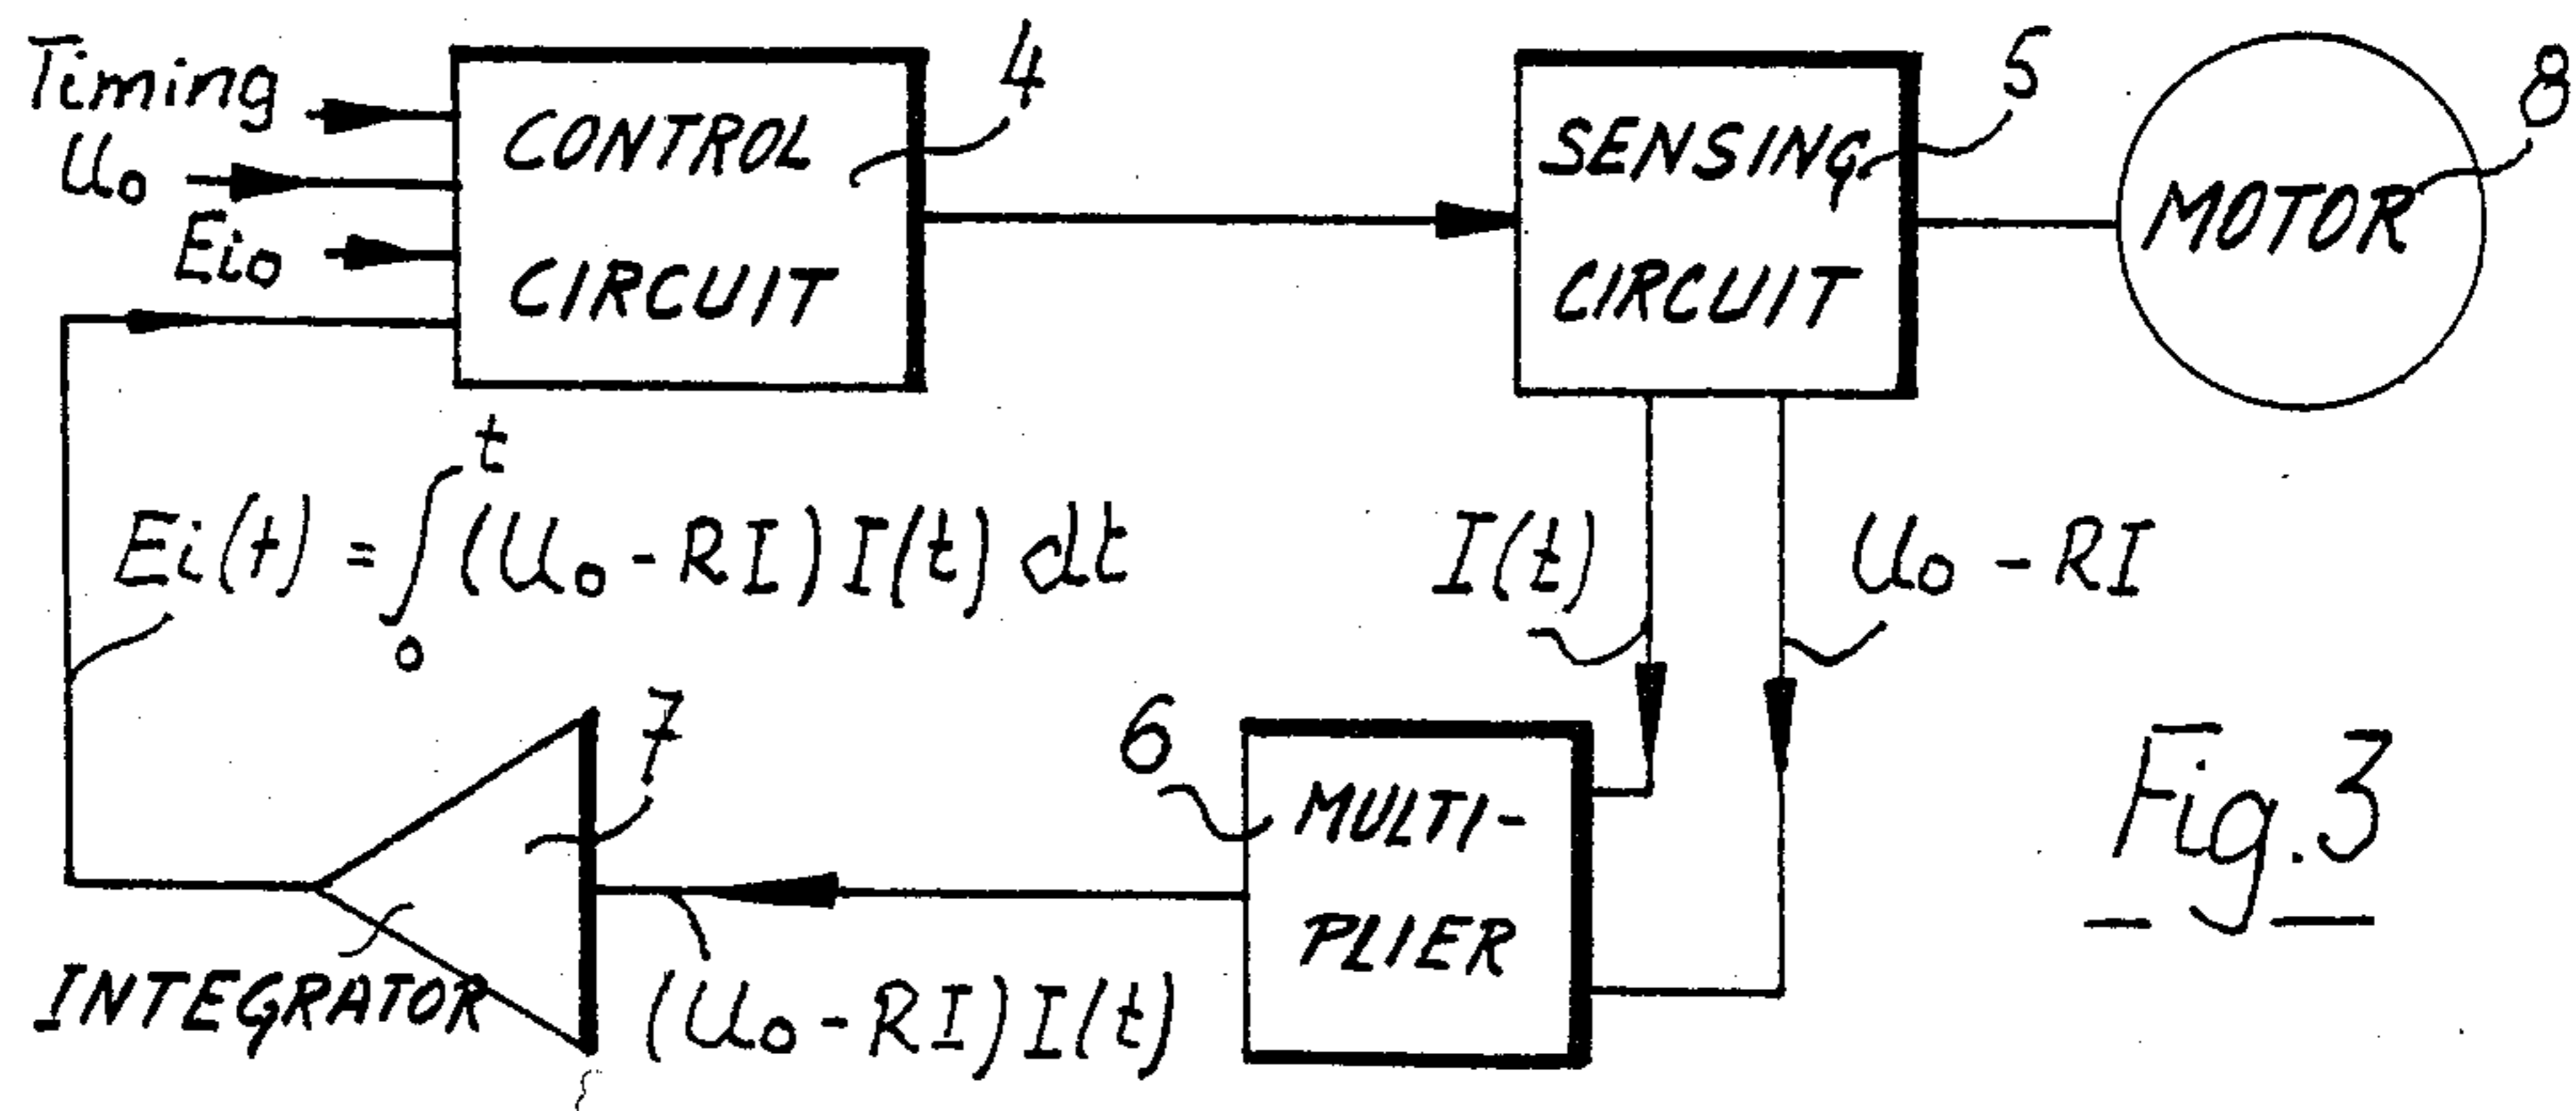 Timing
U₀
Ei₀
CONTROL
CIRCUIT
4
SENSING
CIRCUIT
5
MOTOR
8
Ei(t) = ∫₀ᵗ (U₀ - RI) I(t) dt
I(t)
U₀ - RI
7
INTEGRATOR
(U₀ - RI) I(t)
6
MULTI-
PLIER
Fig. 3